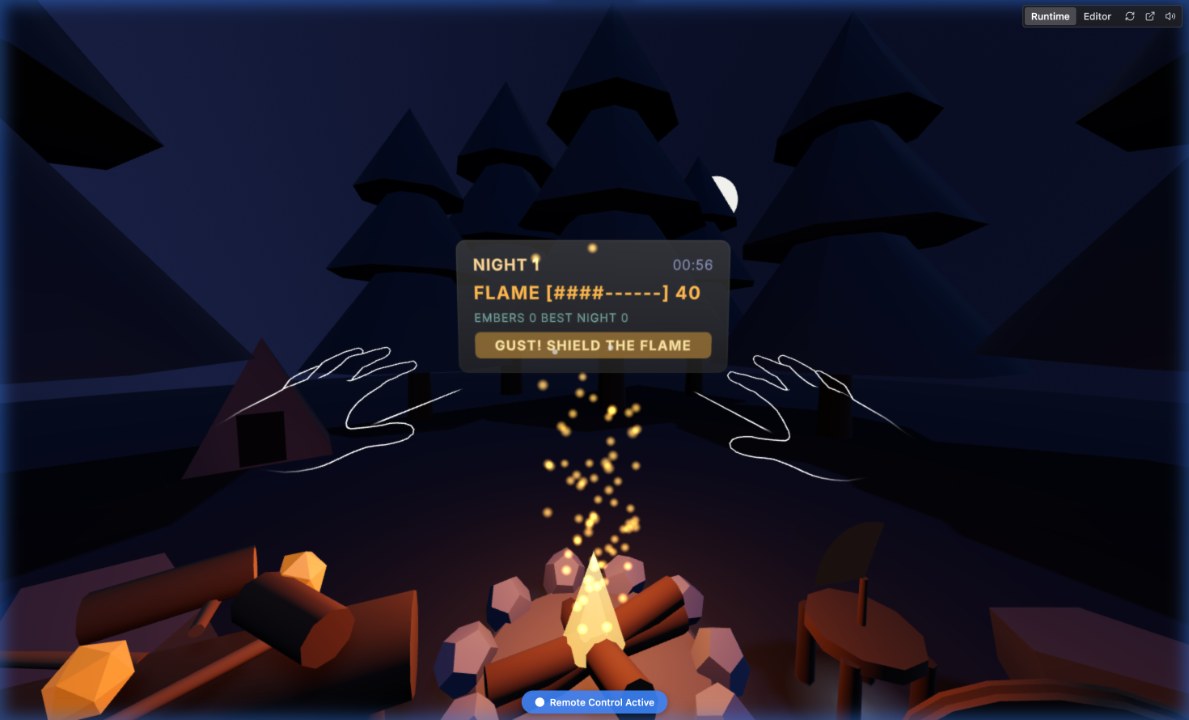 Runtime Editor
NIGHT 1 00:56
FLAME [####------] 40
EMBERS 0 BEST NIGHT 0
GUST! SHIELD THE FLAME
Remote Control Active